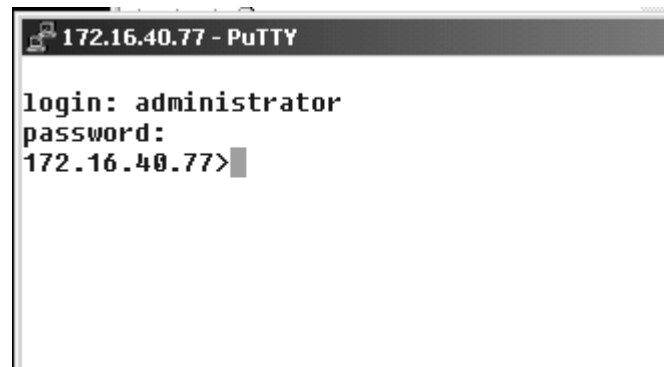 172.16.40.77 - PuTTY
login: administrator
password:
172.16.40.77>